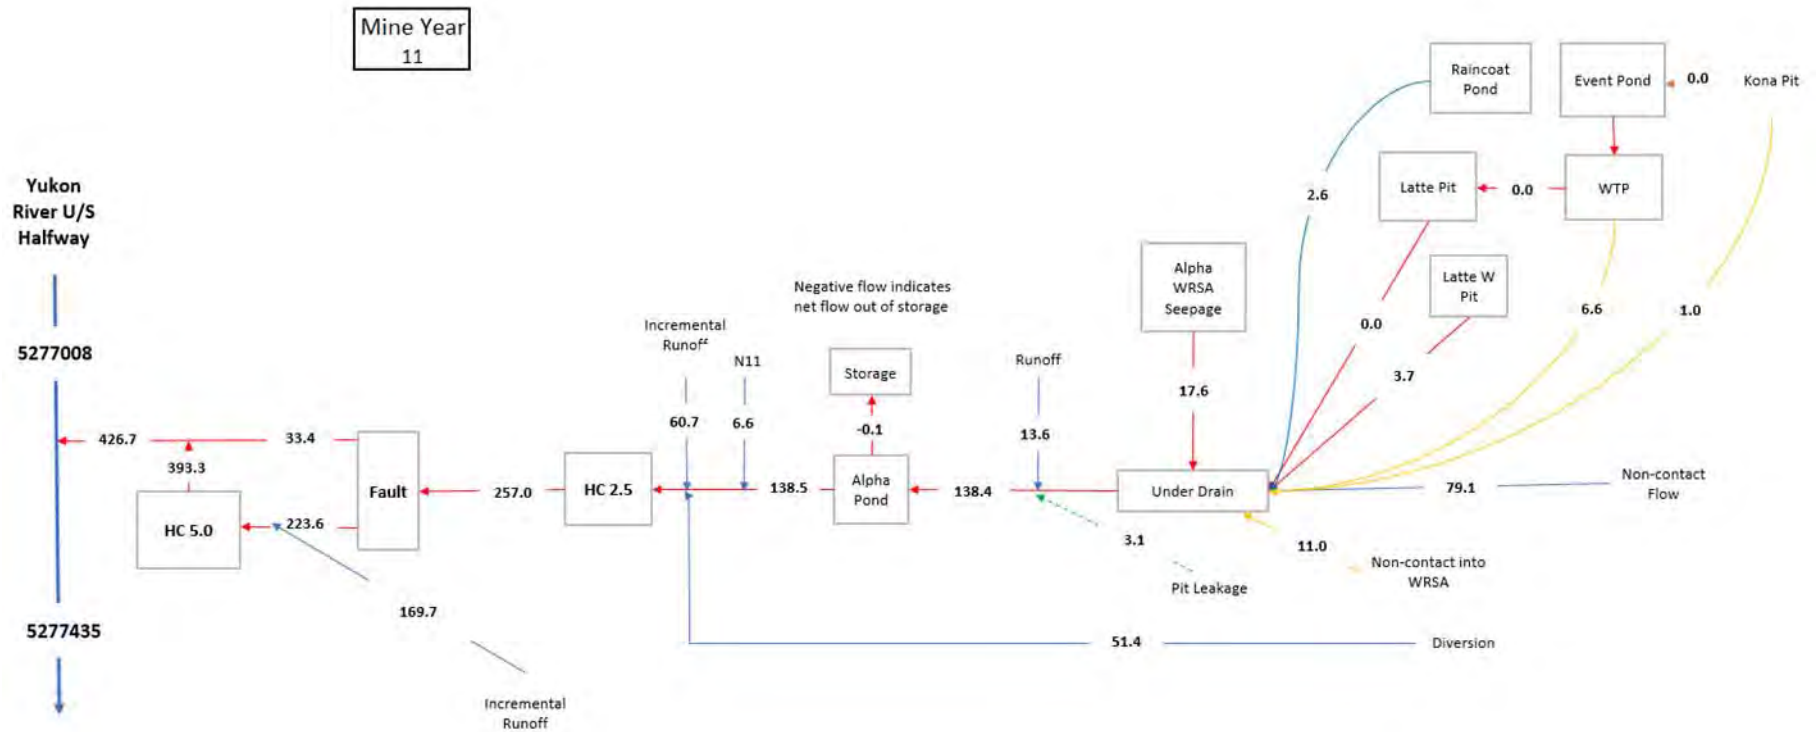 Mine Year
11
Yukon
River U/S
Halfway
5277008
5277435
426.7
33.4
393.3
HC 5.0
223.6
Fault
169.7
Incremental
Runoff
257.0
HC 2.5
Incremental
Runoff
60.7
N11
6.6
138.5
Negative flow indicates
net flow out of storage
Storage
-0.1
Alpha
Pond
138.4
Runoff
13.6
3.1
Pit Leakage
51.4
Diversion
Alpha
WRSA
Seepage
17.6
Under Drain
11.0
Non-contact into
WRSA
79.1
Non-contact
Flow
2.6
Raincoat
Pond
Latte Pit
0.0
0.0
Latte W
Pit
3.7
Event Pond
0.0
Kona Pit
WTP
6.6
1.0